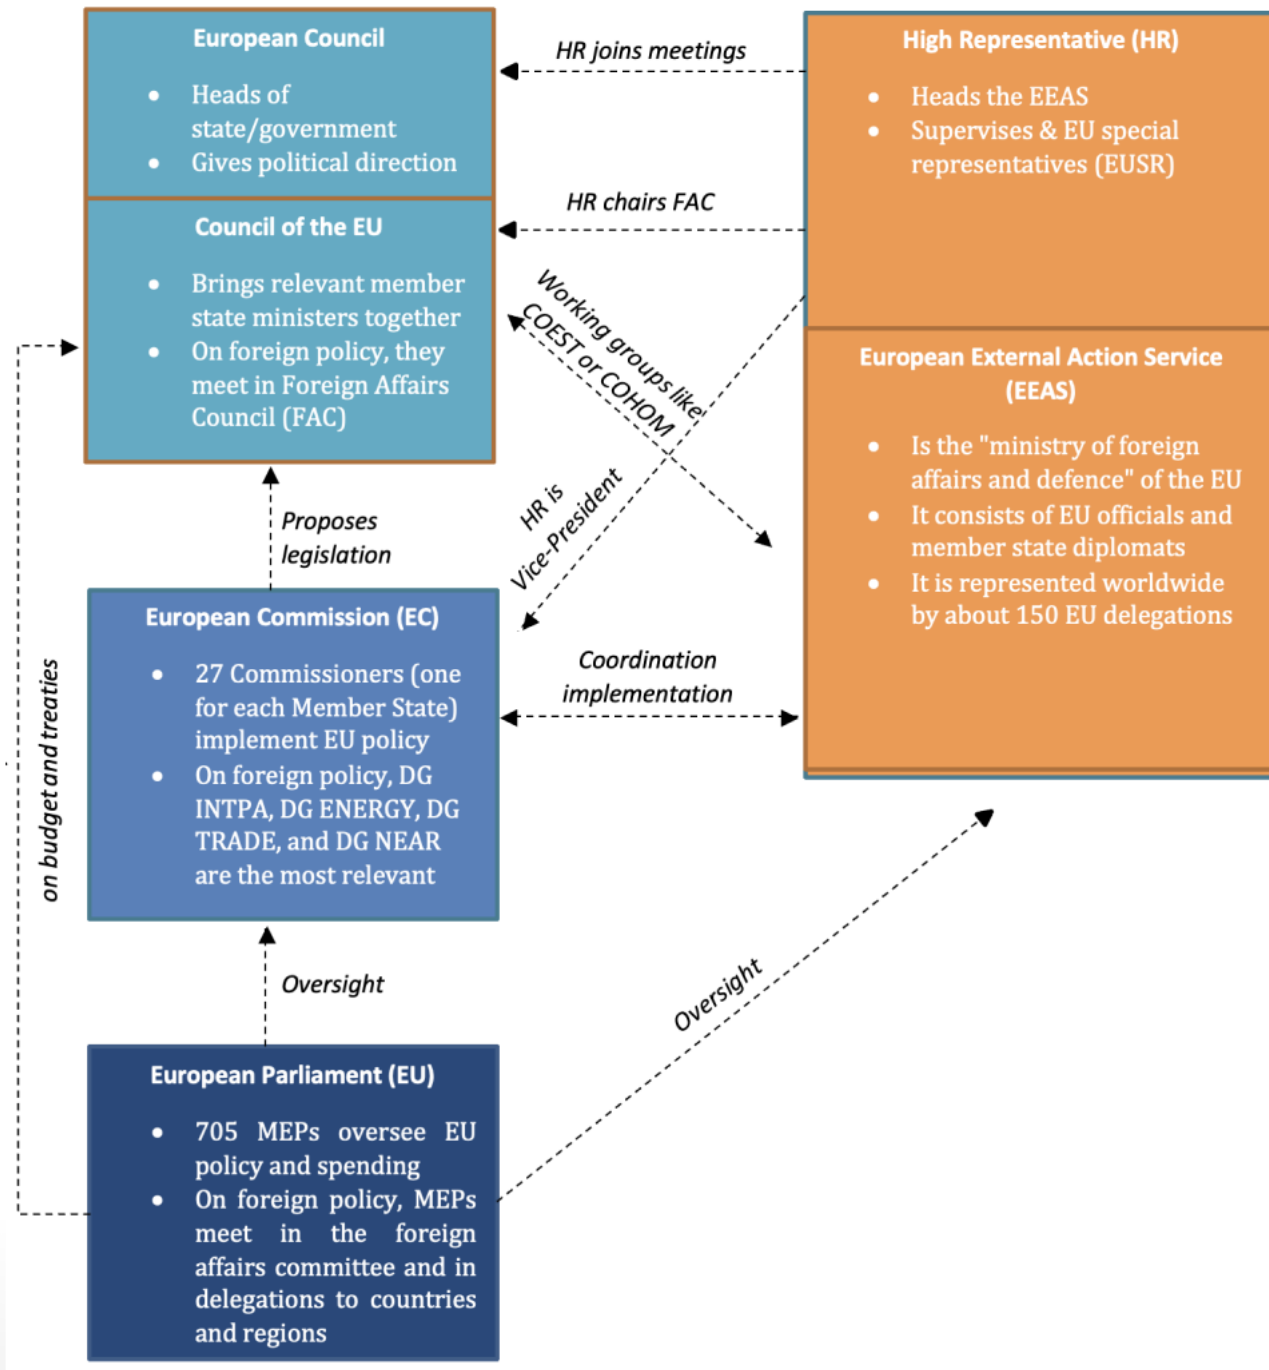 European Council
• Heads of
state/government
• Gives political direction
HR joins meetings
High Representative (HR)
• Heads the EEAS
• Supervises & EU special
representatives (EUSR)
Council of the EU
• Brings relevant member
state ministers together
• On foreign policy, they
meet in Foreign Affairs
Council (FAC)
HR chairs FAC
Working groups like
COEST or COHOM
HR is
Vice-President
European External Action Service
(EEAS)
• Is the "ministry of foreign
affairs and defence" of the EU
• It consists of EU officials and
member state diplomats
• It is represented worldwide
by about 150 EU delegations
Proposes
legislation
European Commission (EC)
• 27 Commissioners (one
for each Member State)
implement EU policy
• On foreign policy, DG
INTPA, DG ENERGY, DG
TRADE, and DG NEAR
are the most relevant
Coordination
implementation
on budget and treaties
Oversight
Oversight
European Parliament (EU)
• 705 MEPs oversee EU
policy and spending
• On foreign policy, MEPs
meet in the foreign
affairs committee and in
delegations to countries
and regions